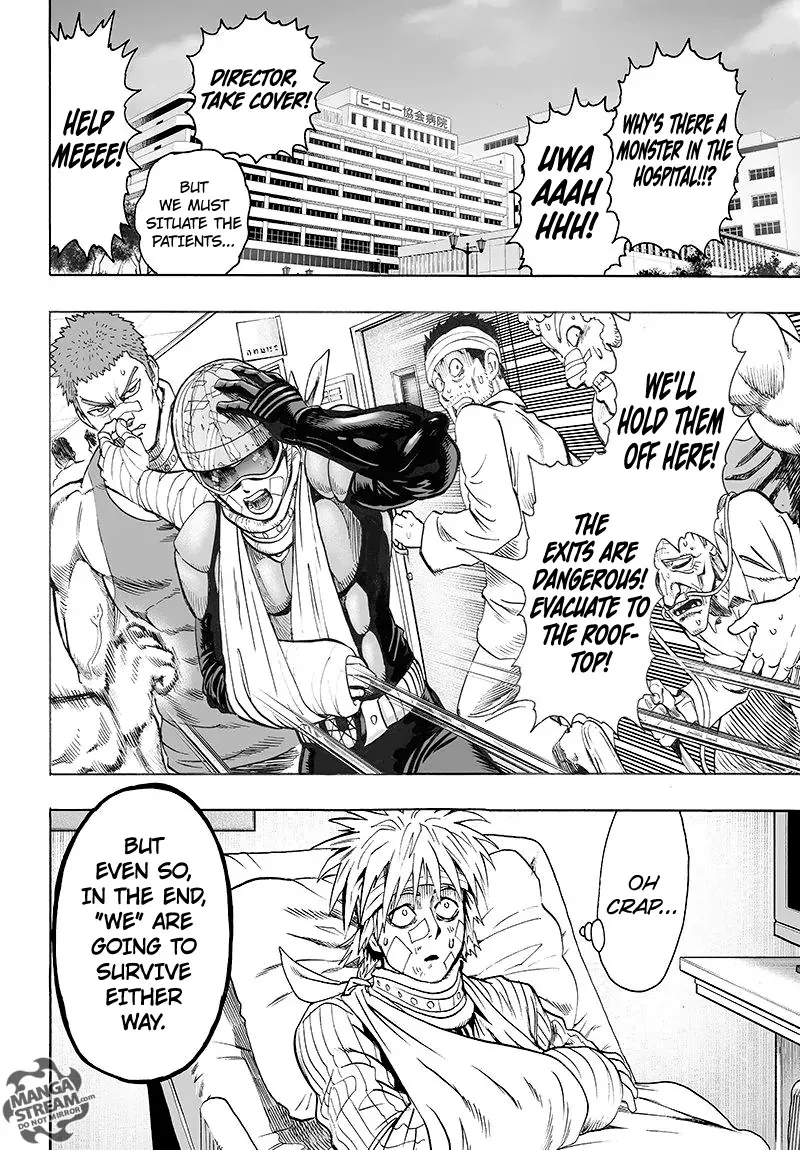 WHY'S THERE A
MONSTER IN THE
HOSPITAL!!?
UWA
AAAH
HHH!
ヒーロー協会病院
DIRECTOR,
TAKE COVER!
BUT
WE MUST
SITUATE THE
PATIENTS...
HELP
MEEEE!
WE'LL
HOLD THEM
OFF HERE!
THE
EXITS ARE
DANGEROUS!
EVACUATE TO
THE ROOF-
TOP!
OH
CRAP...
BUT
EVEN SO,
IN THE END,
"WE" ARE
GOING TO
SURVIVE
EITHER
WAY.
MANGA
STREAM.COM
DO NOT MIRROR